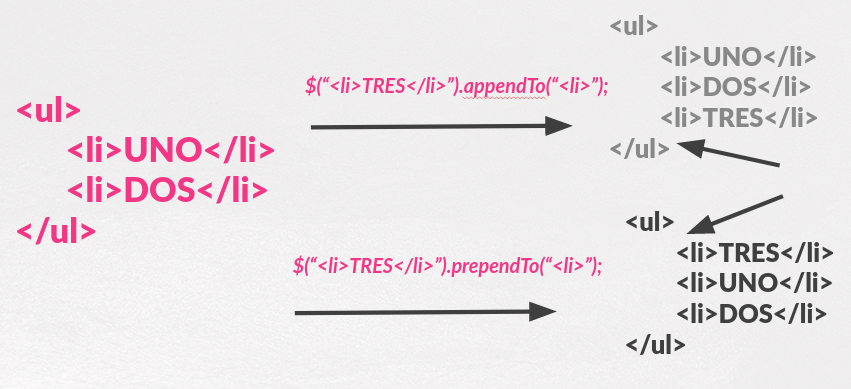 <ul>
<li>UNO</li>
<li>DOS</li>
</ul>
$(“<li>TRES</li>”).appendTo(“<li>”);
$(“<li>TRES</li>”).prependTo(“<li>”);
<ul>
<li>UNO</li>
<li>DOS</li>
<li>TRES</li>
</ul>
<ul>
<li>TRES</li>
<li>UNO</li>
<li>DOS</li>
</ul>